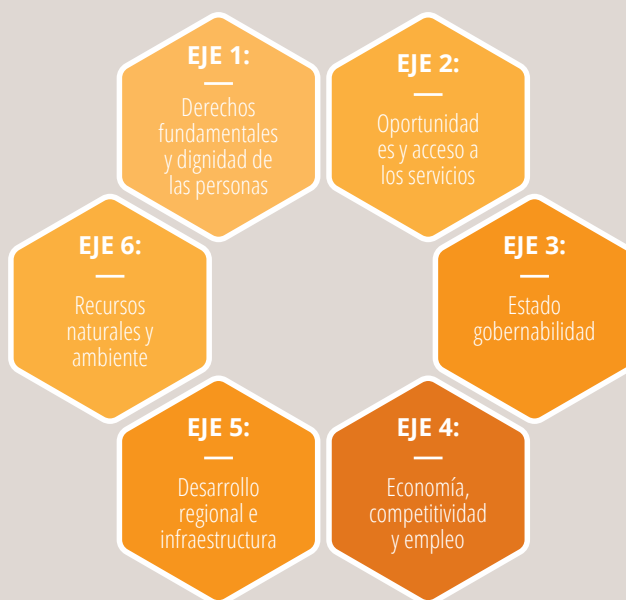 EJE 1:
Derechos
fundamentales
y dignidad de
las personas
EJE 2:
Oportunidad
es y acceso a
los servicios
EJE 3:
Estado
gobernabilidad
EJE 4:
Economía,
competitividad
y empleo
EJE 5:
Desarrollo
regional e
infraestructura
EJE 6:
Recursos
naturales y
ambiente